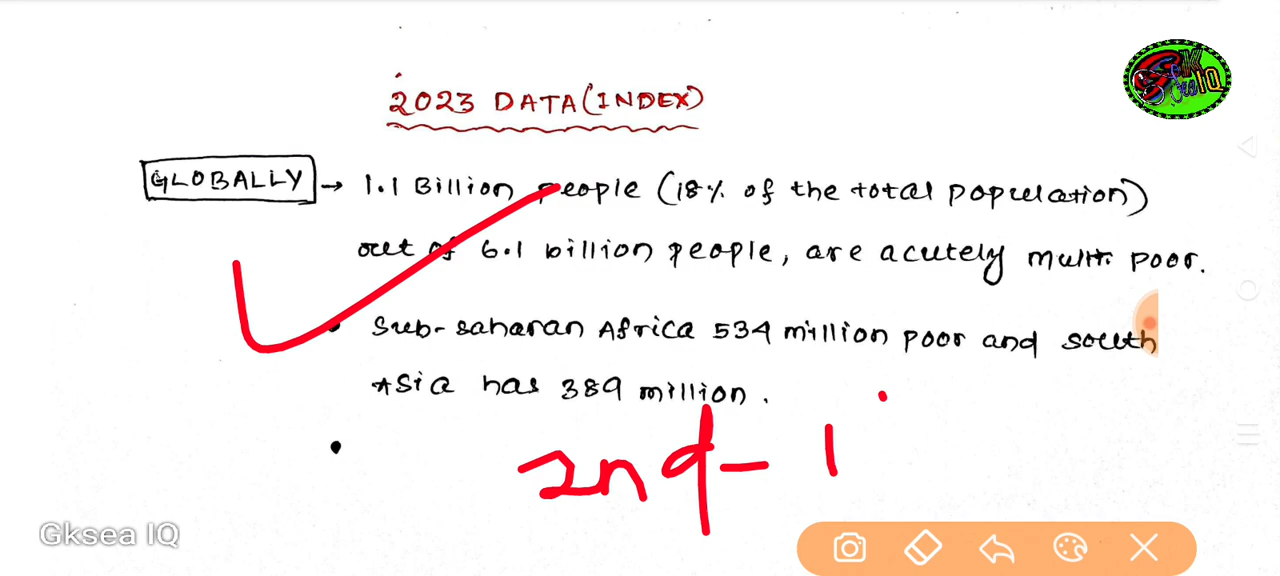 2023 DATA (INDEX)
GLOBALLY → 1.1 Billion people (18% of the total population)
out of 6.1 billion people, are acutely multi. poor.
• Sub-saharan Africa 534 million poor and south
Asia has 389 million.
•
2nd - I
Gksea IQ